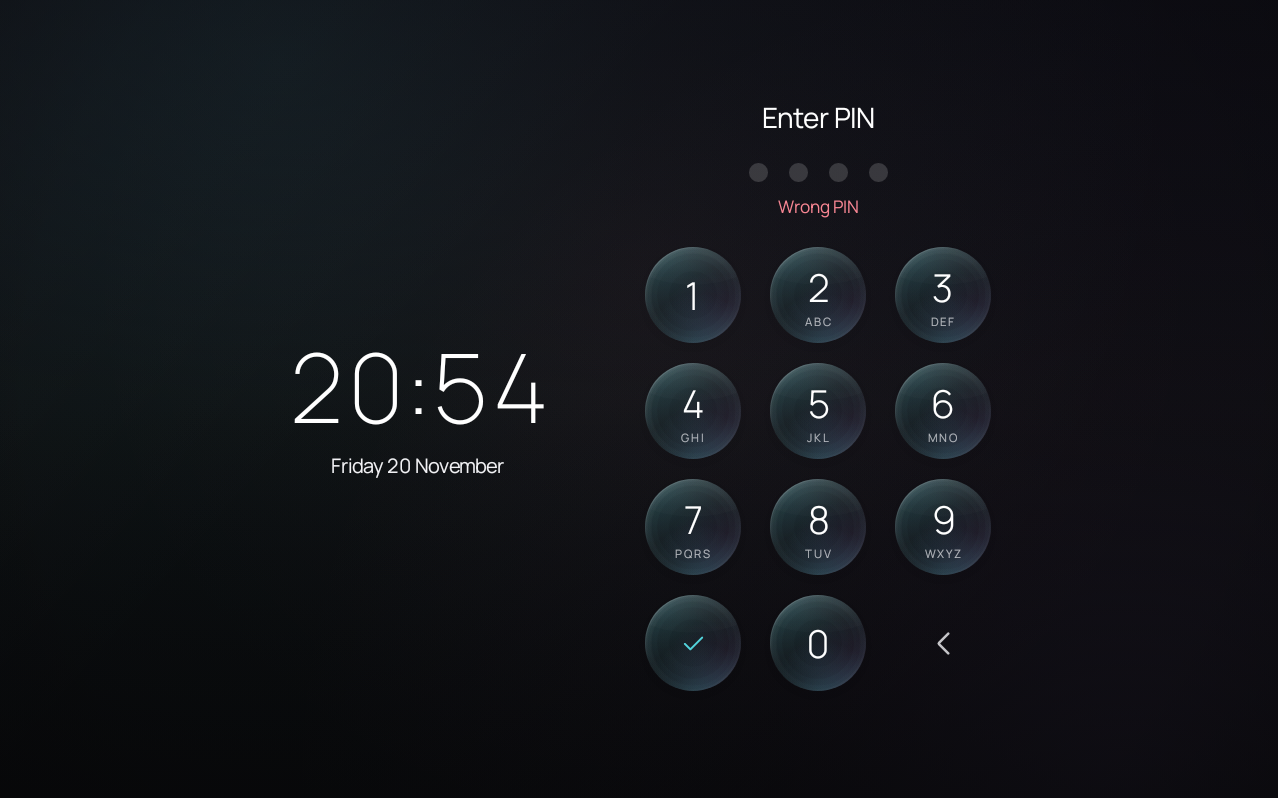 20:54
Friday 20 November
Enter PIN
Wrong PIN
1
2
ABC
3
DEF
4
GHI
5
JKL
6
MNO
7
PQRS
8
TUV
9
WXYZ
0